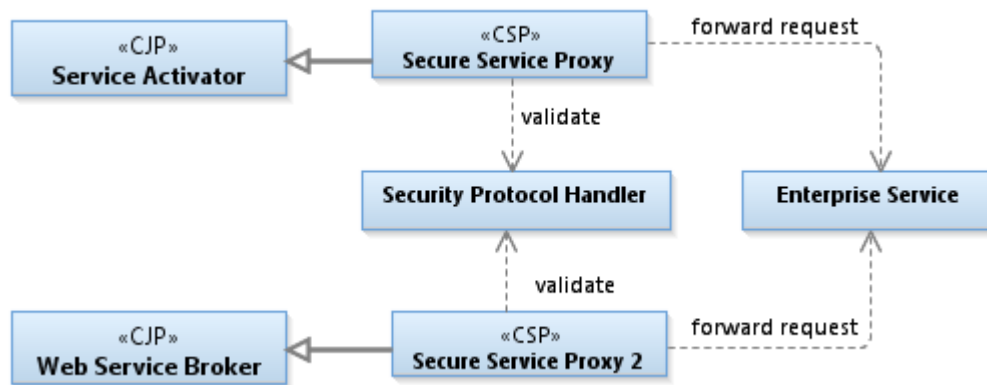 «CJP»
Service Activator
«CSP»
Secure Service Proxy
forward request
validate
Security Protocol Handler
Enterprise Service
validate
«CJP»
Web Service Broker
«CSP»
Secure Service Proxy 2
forward request